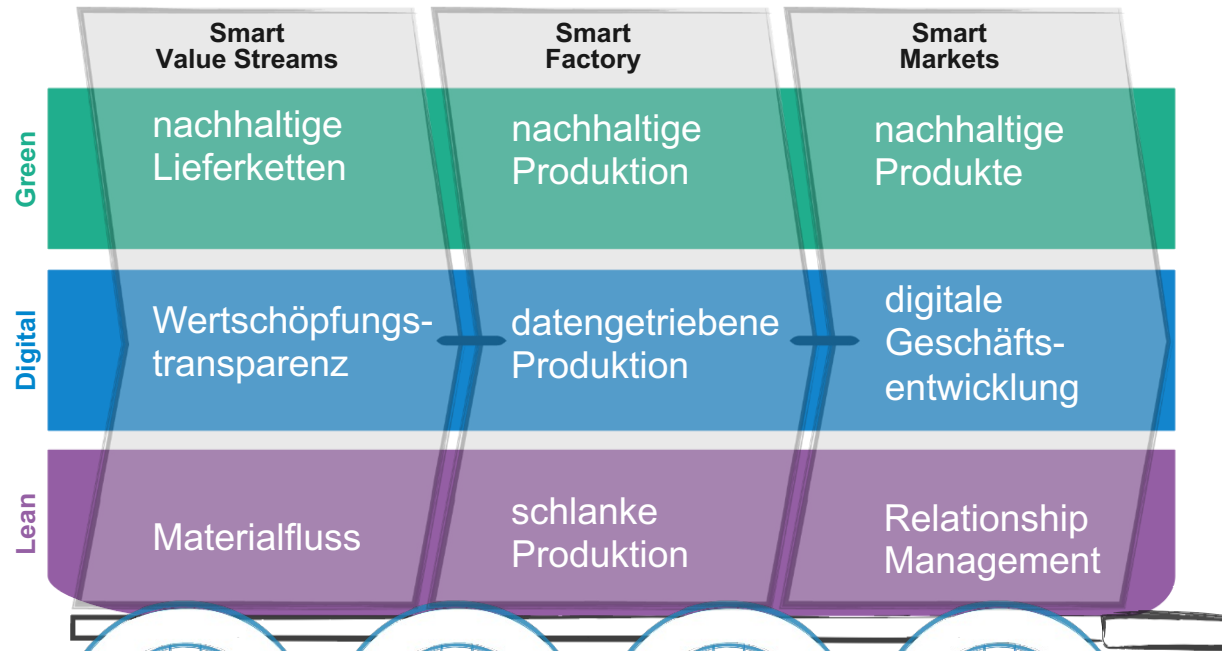 Smart
Value Streams
Smart
Factory
Smart
Markets
Green
nachhaltige
Lieferketten
nachhaltige
Produktion
nachhaltige
Produkte
Digital
Wertschöpfungs-
transparenz
datengetriebene
Produktion
digitale
Geschäfts-
entwicklung
Lean
Materialfluss
schlanke
Produktion
Relationship
Management